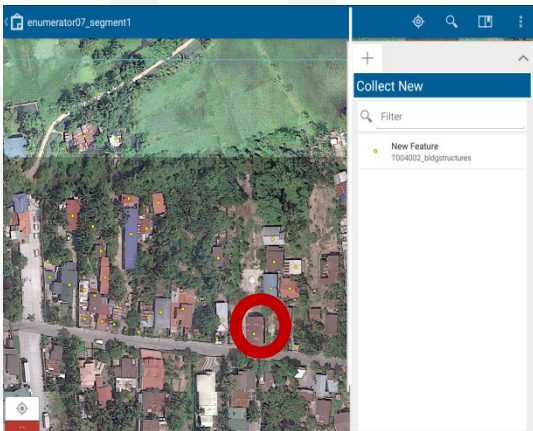 enumerator07_segment1
Collect New
Filter
New Feature
T004002_bldgstructures